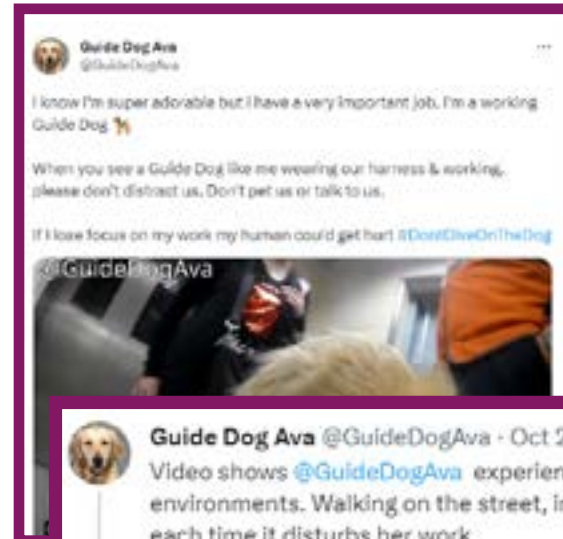 Guide Dog Ava
@GuideDogAva
I know I'm super adorable but I have a very important job. I'm a working
Guide Dog
When you see a Guide Dog like me wearing our harness & working,
please don't distract us. Don't pet us or talk to us.
If I lose focus on my work my human could get hurt #DontDiveOnTheDog
@GuideDogAva
Guide Dog Ava @GuideDogAva · Oct 2
Video shows @GuideDogAva experien
environments. Walking on the street, i
each time it disturbs her work